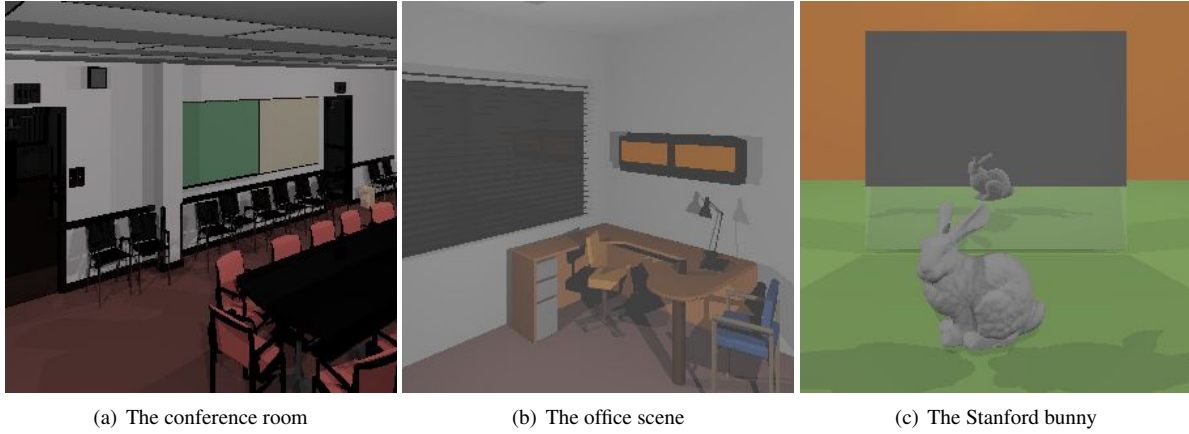 (a) The conference room
(b) The office scene
(c) The Stanford bunny